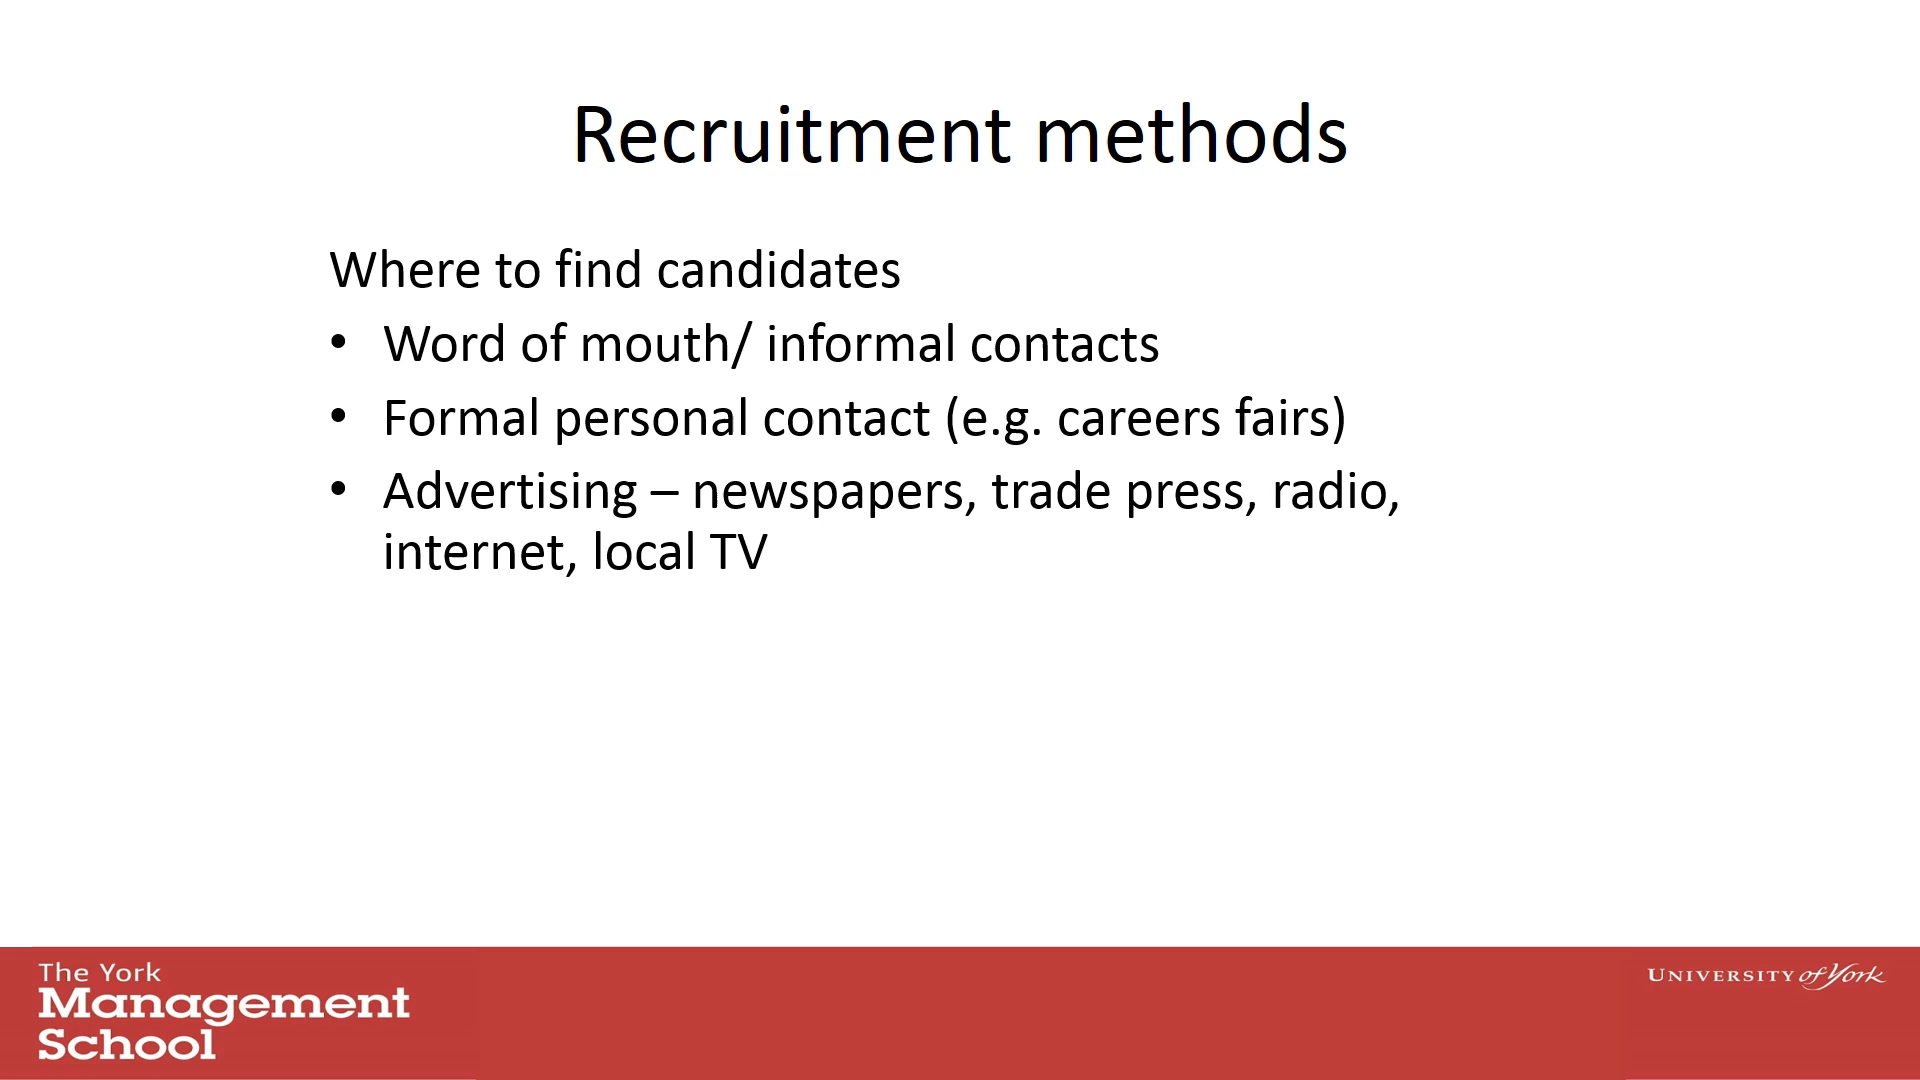 Recruitment methods
Where to find candidates
• Word of mouth/ informal contacts
• Formal personal contact (e.g. careers fairs)
• Advertising – newspapers, trade press, radio,
internet, local TV
The York
Management
School
UNIVERSITY of York